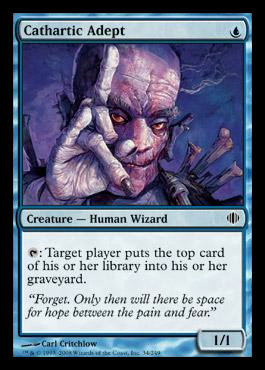 Cathartic Adept
Creature — Human Wizard
: Target player puts the top card
of his or her library into his or her
graveyard.
"Forget. Only then will there be space
for hope between the pain and fear."
Carl Critchlow
1/1
™ & © 1993–2008 Wizards of the Coast, Inc. 34/249